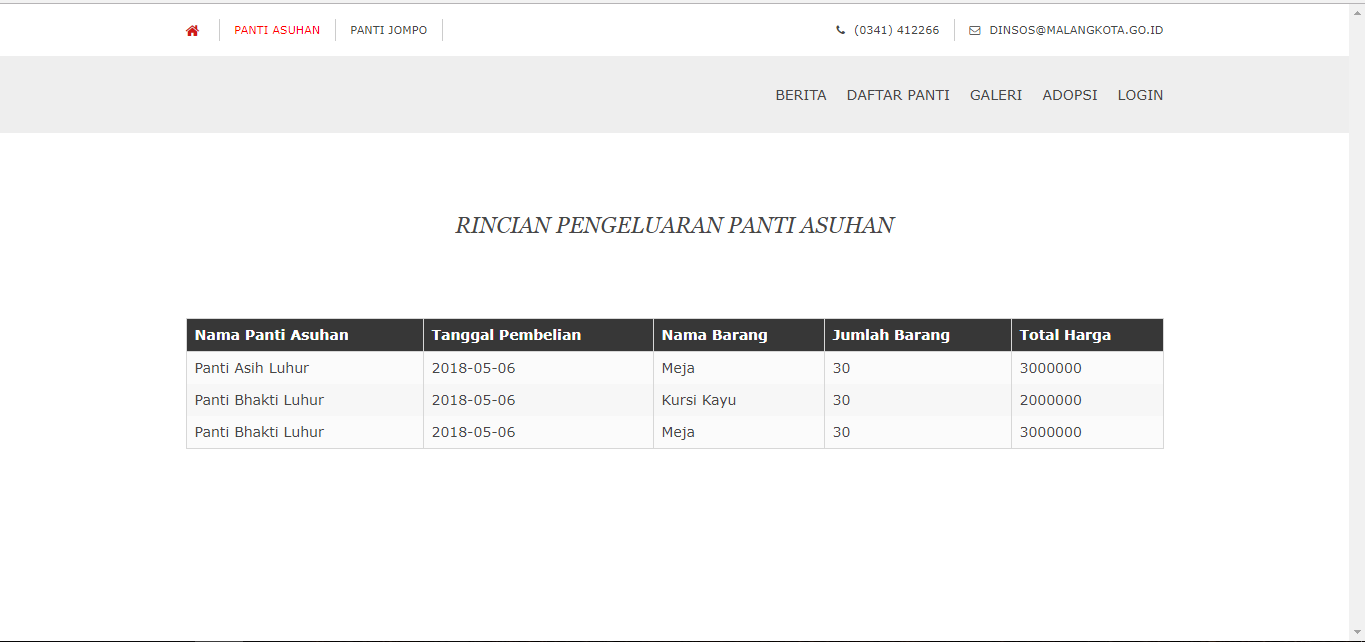 PANTI ASUHAN PANTI JOMPO (0341) 412266 DINSOS@MALANGKOTA.GO.ID
BERITA DAFTAR PANTI GALERI ADOPSI LOGIN
RINCIAN PENGELUARAN PANTI ASUHAN
Nama Panti Asuhan Tanggal Pembelian Nama Barang Jumlah Barang Total Harga
Panti Asih Luhur 2018-05-06 Meja 30 3000000
Panti Bhakti Luhur 2018-05-06 Kursi Kayu 30 2000000
Panti Bhakti Luhur 2018-05-06 Meja 30 3000000